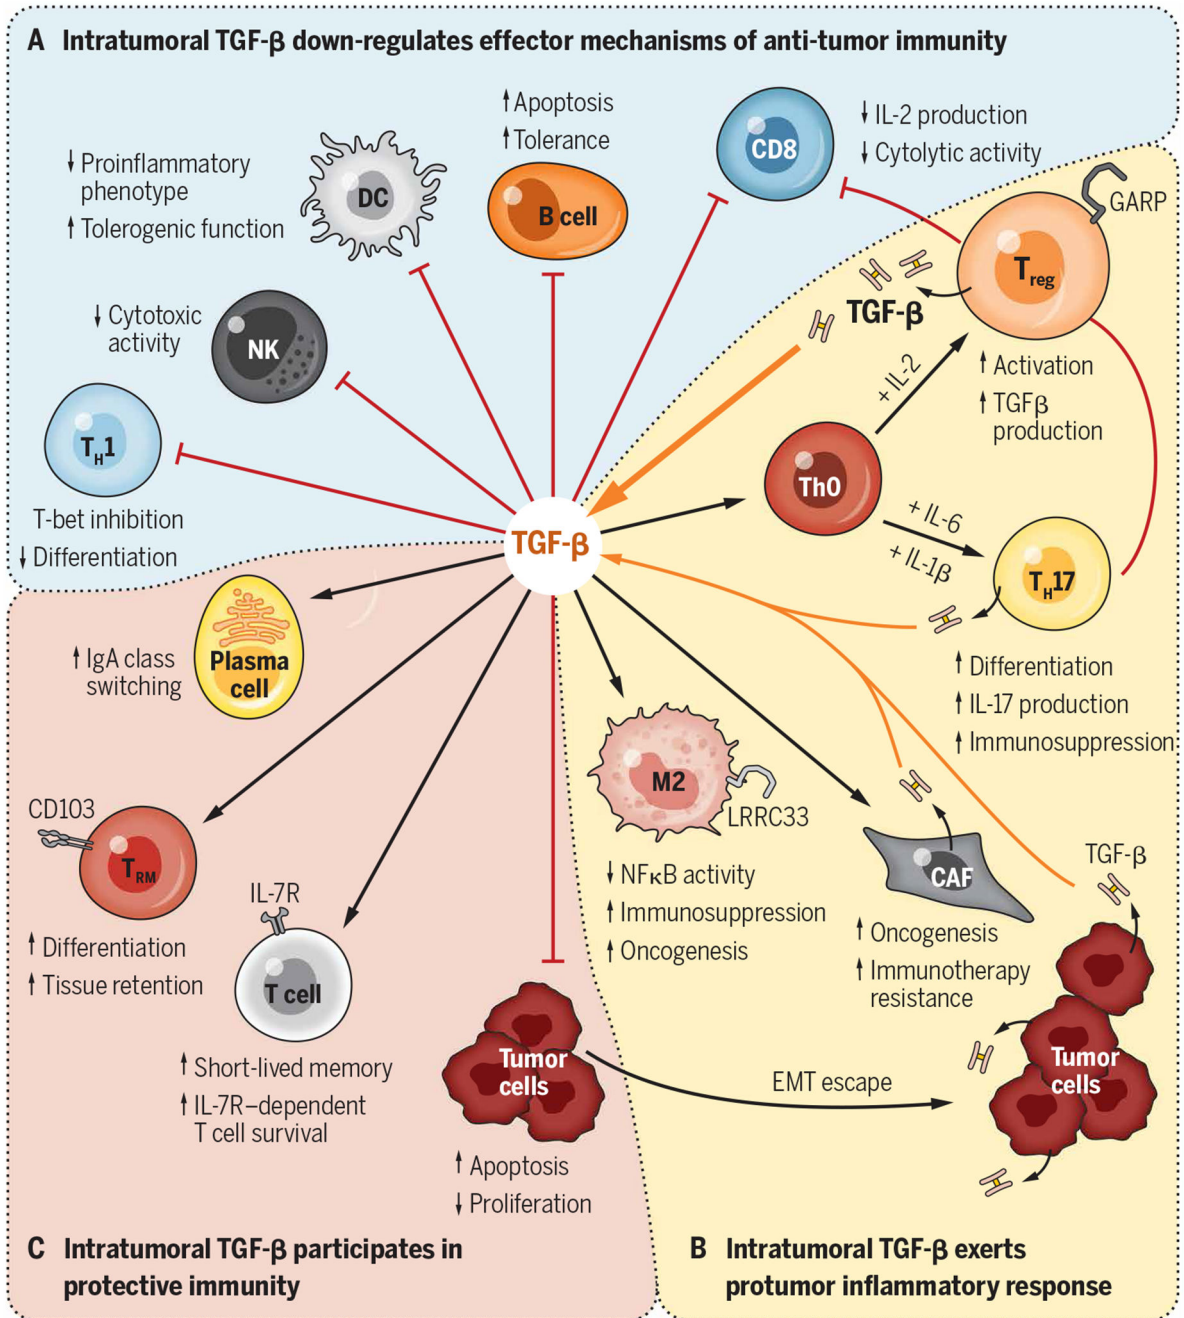 A Intratumoral TGF-β down-regulates effector mechanisms of anti-tumor immunity
↓ Proinflammatory
phenotype
↑ Tolerogenic function
DC
↑ Apoptosis
↑ Tolerance
B cell
CD8
↓ IL-2 production
↓ Cytolytic activity
↓ Cytotoxic
activity
NK
TH1
T-bet inhibition
↓ Differentiation
GARP
Treg
TGF-β
+ IL-2
↑ Activation
↑ TGFβ
production
Th0
+ IL-6
+ IL-1β
TH17
↑ Differentiation
↑ IL-17 production
↑ Immunosuppression
TGF-β
Plasma
cell
↑ IgA class
switching
CD103
TRM
↑ Differentiation
↑ Tissue retention
IL-7R
T cell
↑ Short-lived memory
↑ IL-7R–dependent
T cell survival
Tumor
cells
↑ Apoptosis
↓ Proliferation
M2
LRRC33
↓ NFκB activity
↑ Immunosuppression
↑ Oncogenesis
CAF
↑ Oncogenesis
↑ Immunotherapy
resistance
TGF-β
EMT escape
Tumor
cells
C Intratumoral TGF-β participates in
protective immunity
B Intratumoral TGF-β exerts
protumor inflammatory response